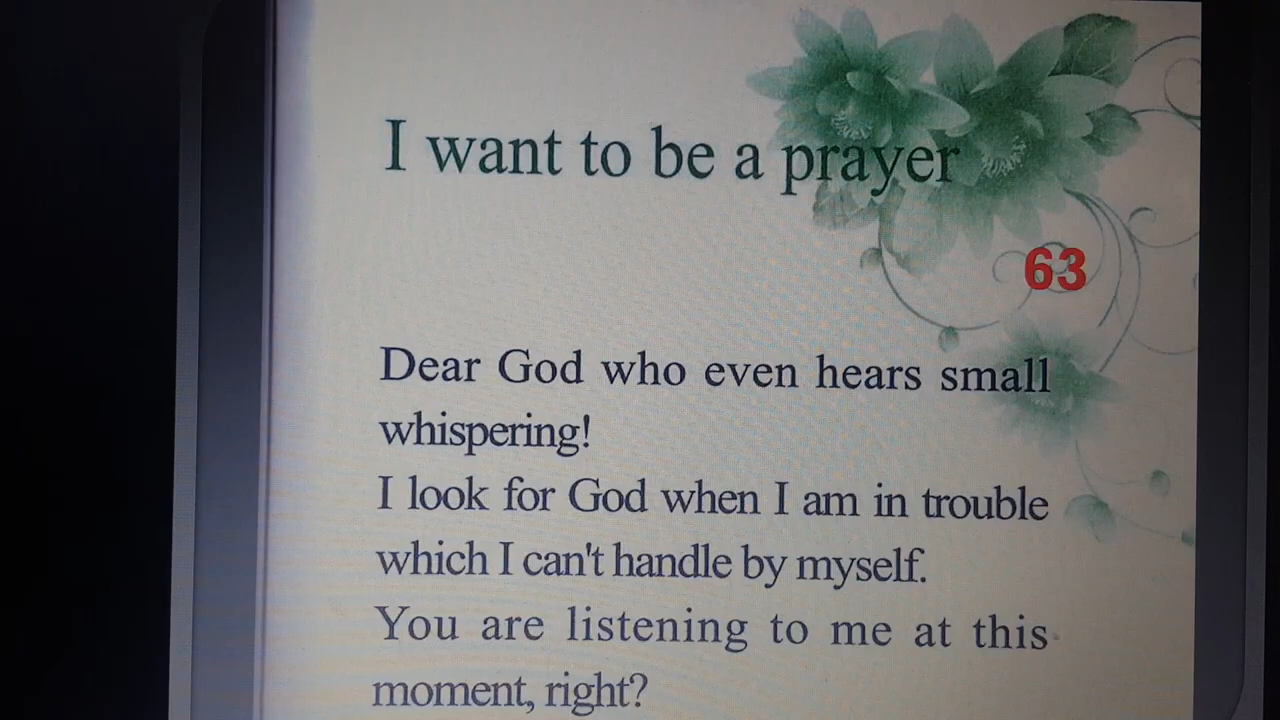 I want to be a prayer
63
Dear God who even hears small
whispering!
I look for God when I am in trouble
which I can't handle by myself.
You are listening to me at this
moment, right?